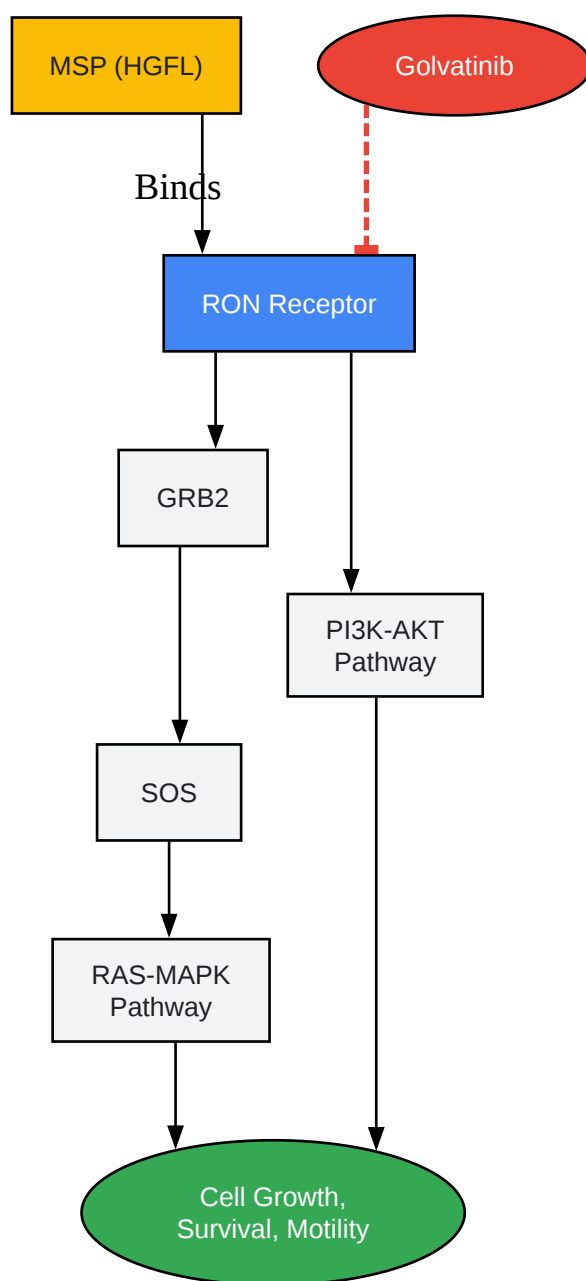 MSP (HGFL)
Golvatinib
Binds
RON Receptor
GRB2
PI3K-AKT
Pathway
SOS
RAS-MAPK
Pathway
Cell Growth,
Survival, Motility